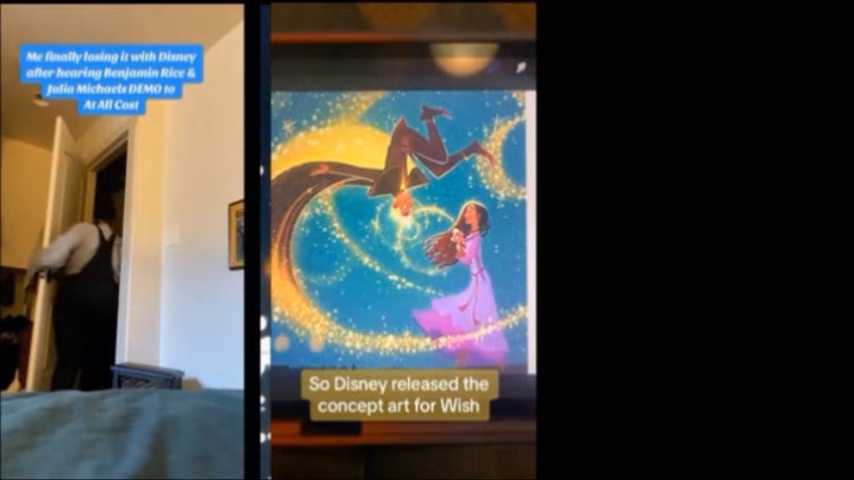 Me finally losing it with Disney
after hearing Benjamin Rice &
Julia Michaels DEMO to
At All Cost
So Disney released the
concept art for Wish